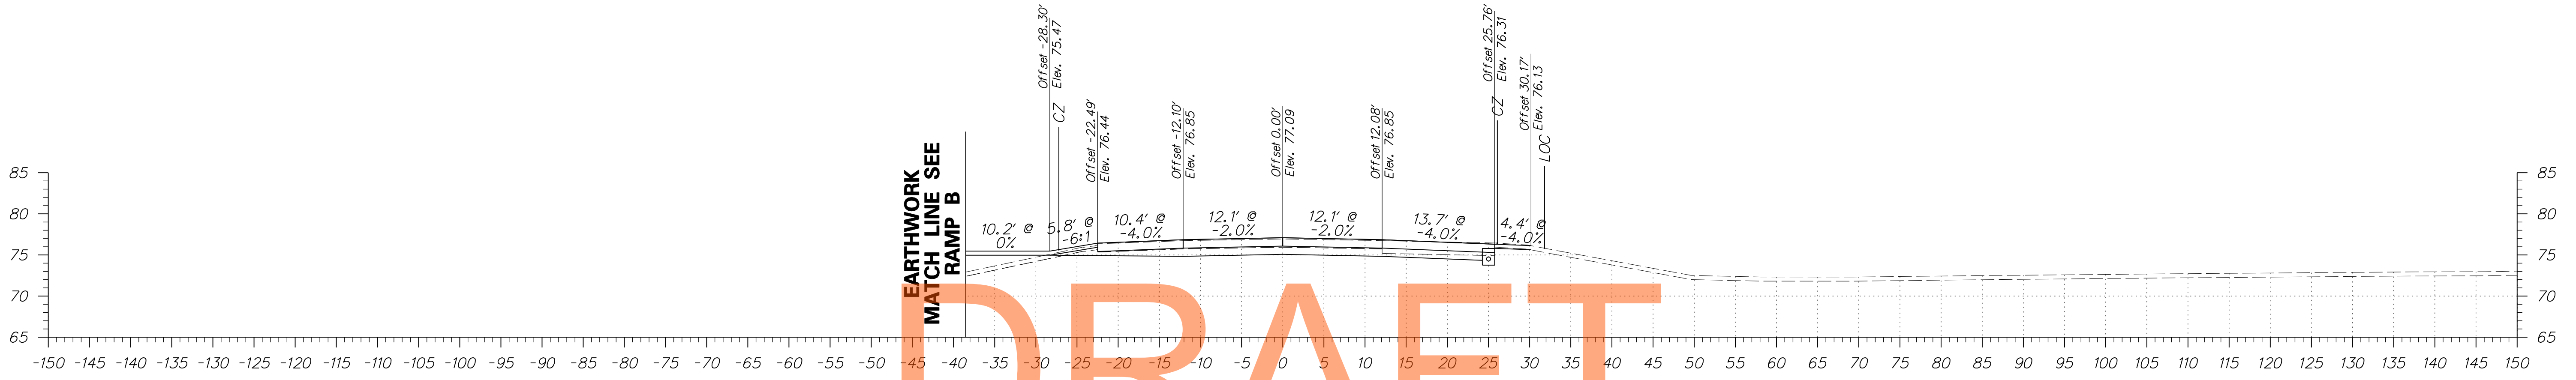 Offset -28.30'
Elev. 75.47
CZ
Offset -22.49'
Elev. 76.44
Offset -12.10'
Elev. 76.85
Offset 0.00'
Elev. 77.09
Offset 12.08'
Elev. 76.85
Offset 25.76'
Elev. 76.31
CZ
Offset 30.17'
Elev. 76.13
LOC
EARTHWORK
MATCH LINE SEE
RAMP B
10.2' @
0%
5.8' @
-6:1
10.4' @
-4.0%
12.1' @
-2.0%
12.1' @
-2.0%
13.7' @
-4.0%
4.4' @
-4.0%
85
80
75
70
65
85
80
75
70
65
DRAFT
-150 -145 -140 -135 -130 -125 -120 -115 -110 -105 -100 -95 -90 -85 -80 -75 -70 -65 -60 -55 -50 -45 -40 -35 -30 -25 -20 -15 -10 -5 0 5 10 15 20 25 30 35 40 45 50 55 60 65 70 75 80 85 90 95 100 105 110 115 120 125 130 135 140 145 150